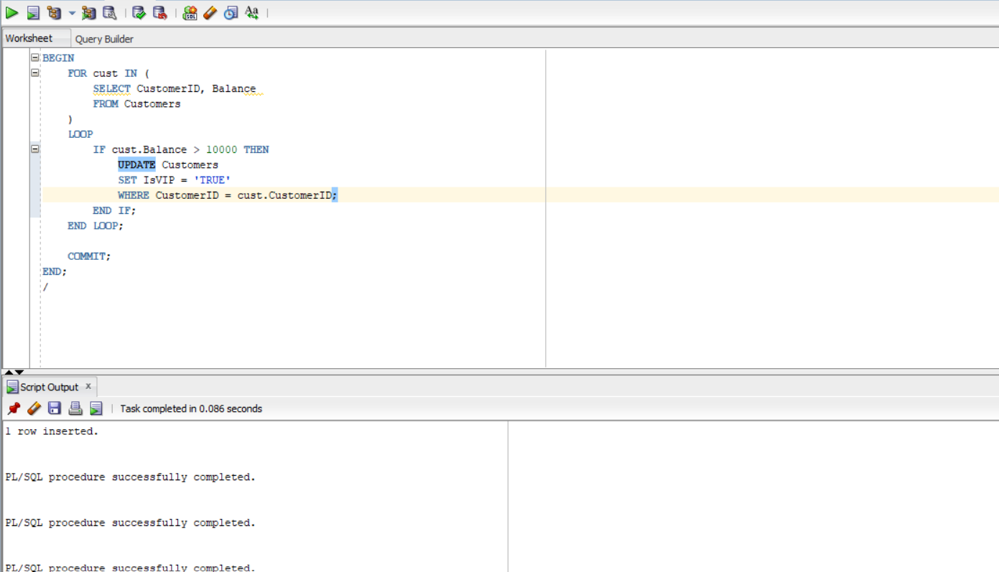 SQL
Aa
Worksheet
Query Builder
BEGIN
FOR cust IN (
SELECT CustomerID, Balance
FROM Customers
)
LOOP
IF cust.Balance > 10000 THEN
UPDATE Customers
SET IsVIP = 'TRUE'
WHERE CustomerID = cust.CustomerID;
END IF;
END LOOP;
COMMIT;
END;
/
Script Output x
Task completed in 0.086 seconds
1 row inserted.
PL/SQL procedure successfully completed.
PL/SQL procedure successfully completed.
PL/SQL procedure successfully completed.